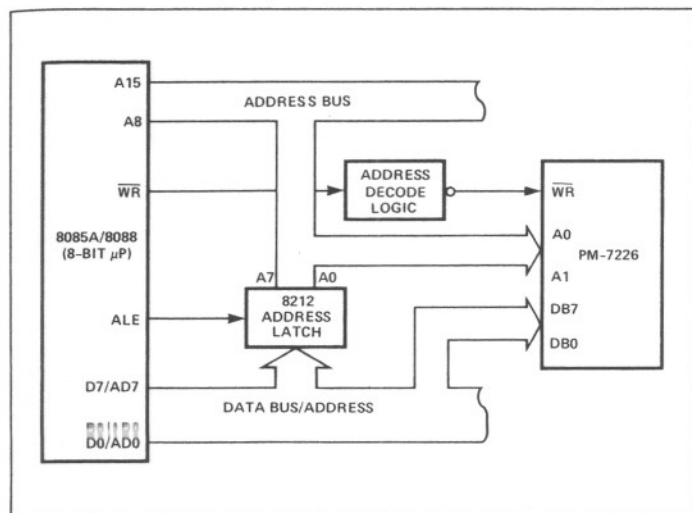 A15
ADDRESS BUS
A8
ADDRESS
DECODE
LOGIC
WR
WR
A0
8085A/8088
(8-BIT μP)
PM-7226
A1
A7
A0
8212
ADDRESS
LATCH
ALE
DB7
DB0
D7/AD7
DATA BUS/ADDRESS
D0/AD0